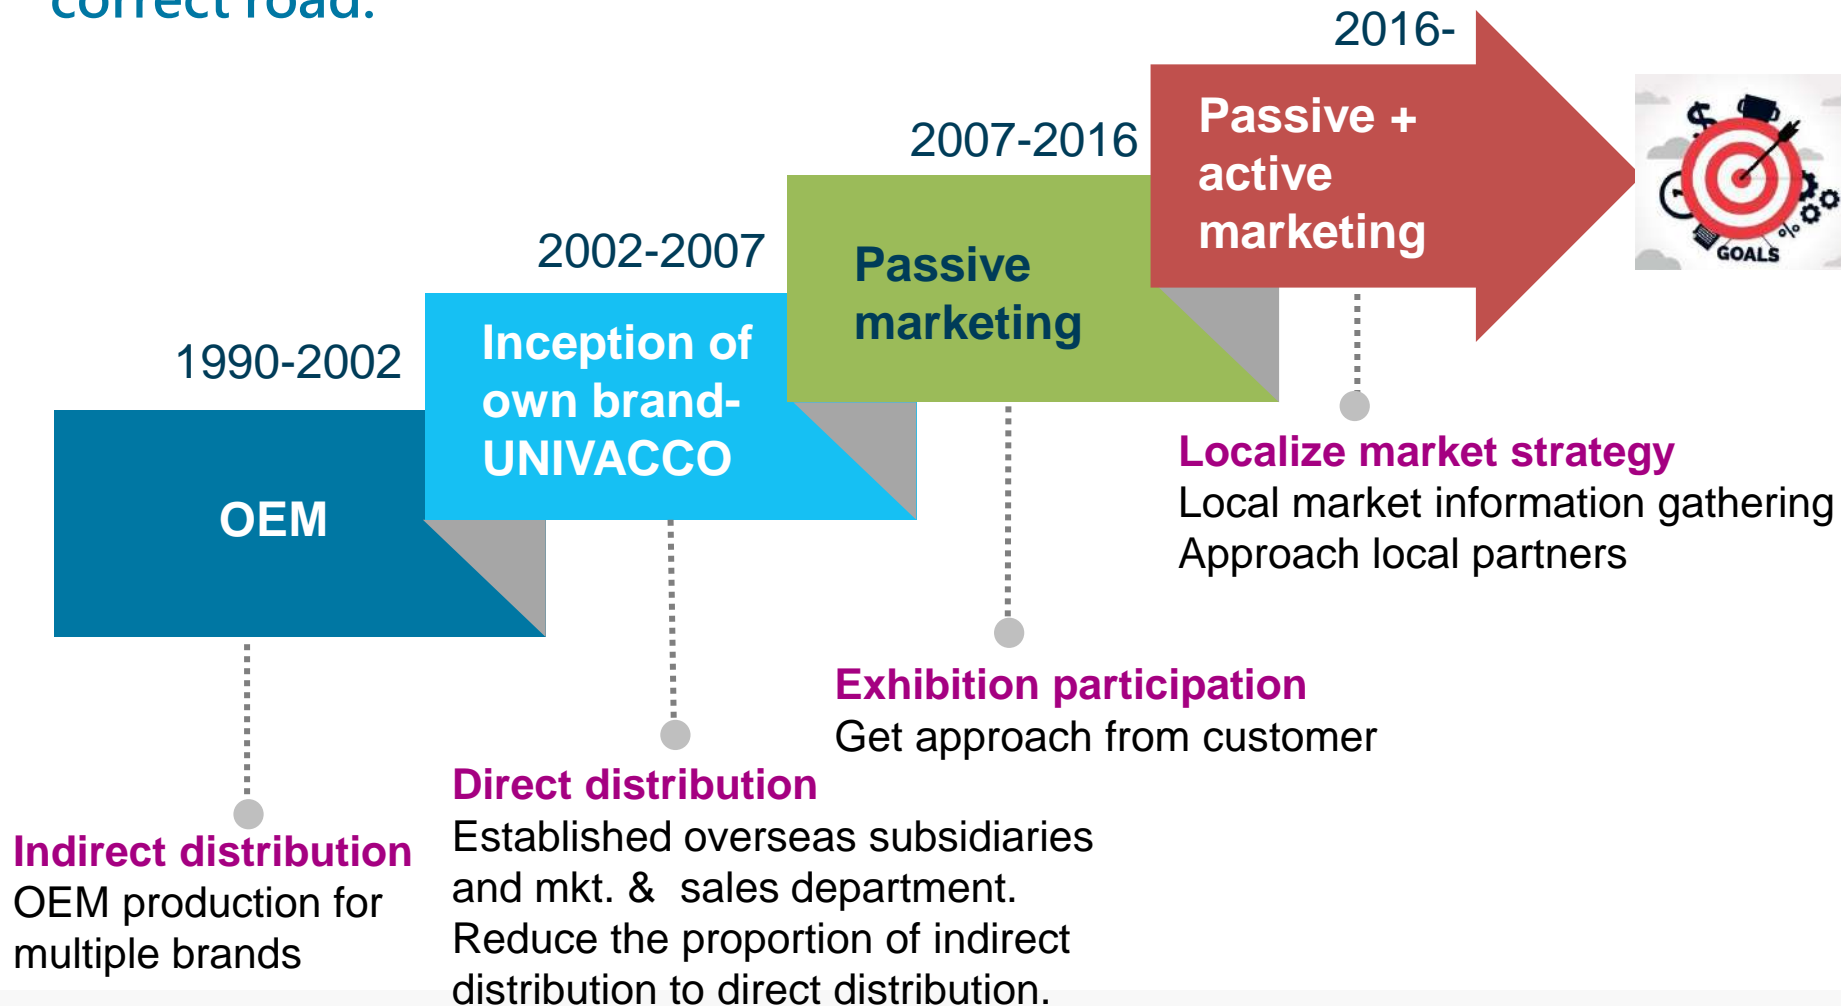 correct road.
2016-
Passive +
active
marketing
GOALS
2007-2016
Passive
marketing
2002-2007
Inception of
own brand-
UNIVACCO
1990-2002
OEM
Localize market strategy
Local market information gathering
Approach local partners
Exhibition participation
Get approach from customer
Direct distribution
Established overseas subsidiaries
and mkt. &  sales department.
Reduce the proportion of indirect
distribution to direct distribution.
Indirect distribution
OEM production for
multiple brands